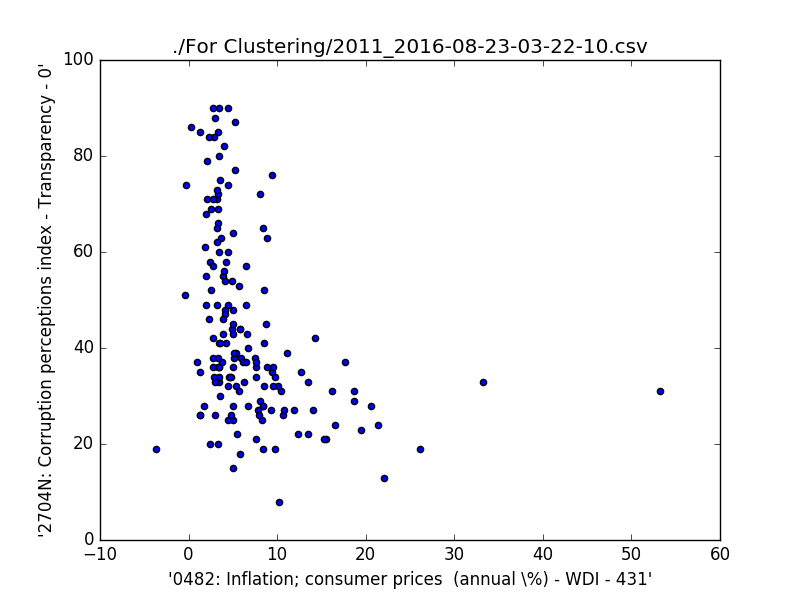 ./For Clustering/2011_2016-08-23-03-22-10.csv
100
80
60
40
20
0
'2704N: Corruption perceptions index - Transparency - 0'
−10 0 10 20 30 40 50 60
'0482: Inflation; consumer prices  (annual \%) - WDI - 431'